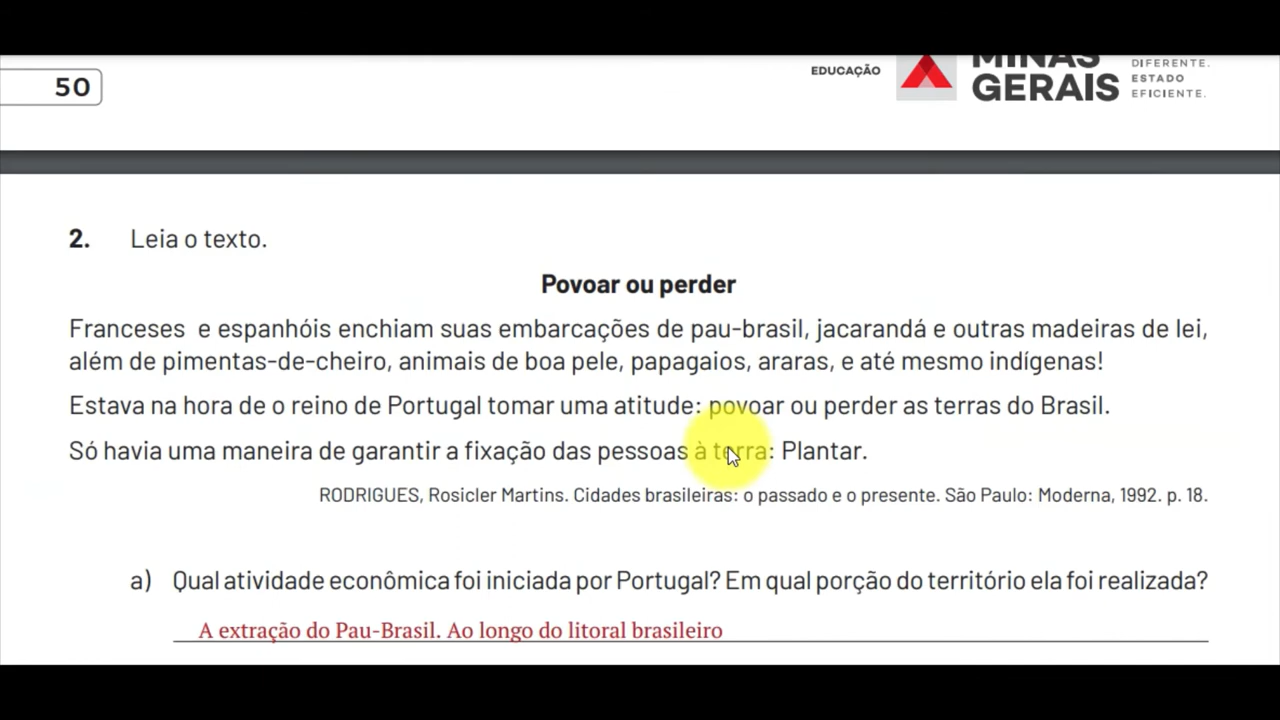 50
EDUCAÇÃO
MINAS
GERAIS
DIFERENTE.
ESTADO
EFICIENTE.
2. Leia o texto.
Povoar ou perder
Franceses e espanhóis enchiam suas embarcações de pau-brasil, jacarandá e outras madeiras de lei,
além de pimentas-de-cheiro, animais de boa pele, papagaios, araras, e até mesmo indígenas!
Estava na hora de o reino de Portugal tomar uma atitude: povoar ou perder as terras do Brasil.
Só havia uma maneira de garantir a fixação das pessoas à terra: Plantar.
RODRIGUES, Rosicler Martins. Cidades brasileiras: o passado e o presente. São Paulo: Moderna, 1992. p. 18.
a) Qual atividade econômica foi iniciada por Portugal? Em qual porção do território ela foi realizada?
A extração do Pau-Brasil. Ao longo do litoral brasileiro